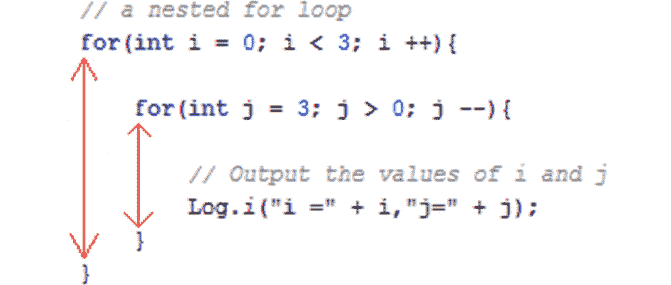 // a nested for loop
for(int i = 0; i < 3; i ++){
for(int j = 3; j > 0; j --){
// Output the values of i and j
Log.i("i =" + i,"j=" + j);
}
}